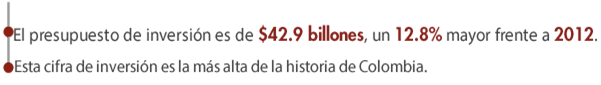 El presupuesto de inversión es de $42.9 billones, un 12.8% mayor frente a 2012.
Esta cifra de inversión es la más alta de la historia de Colombia.